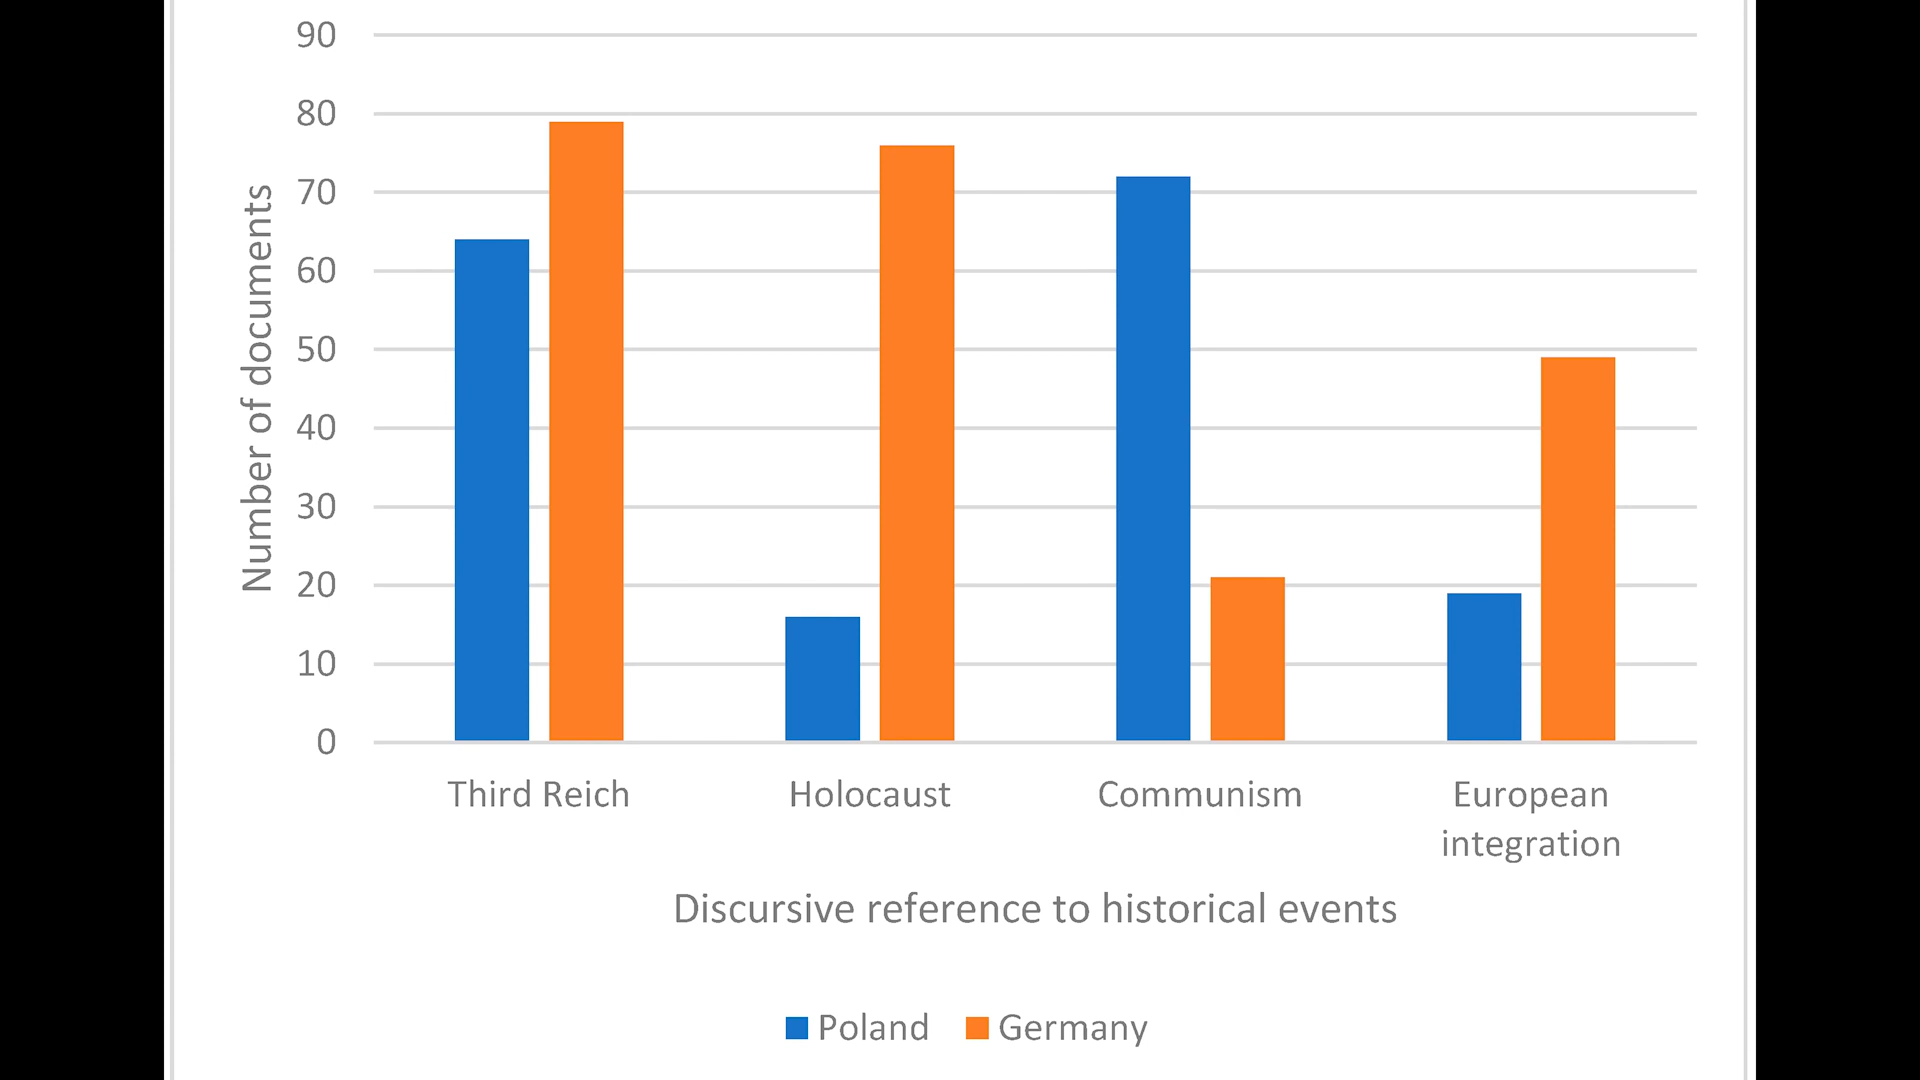 90
80
70
60
50
40
30
20
10
0
Number of documents
Third Reich
Holocaust
Communism
European
integration
Discursive reference to historical events
Poland
Germany